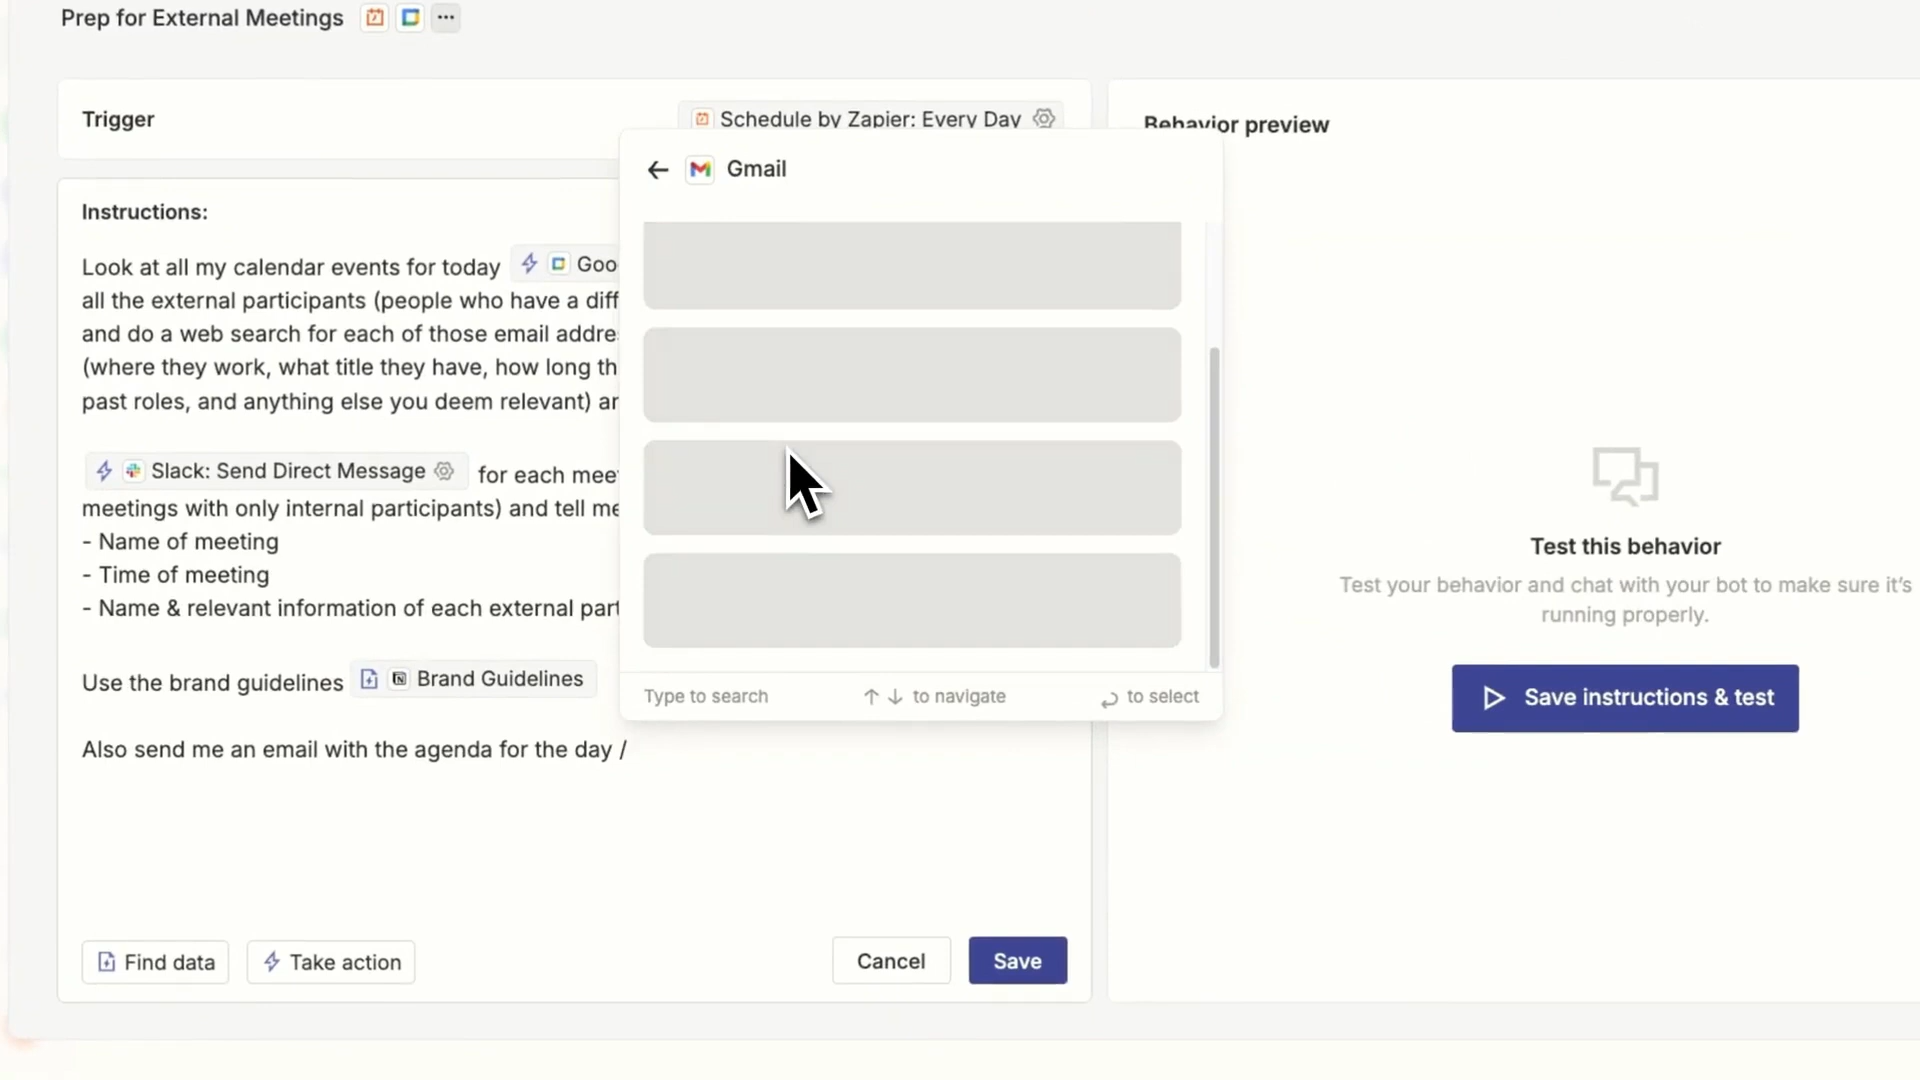 Prep for External Meetings
Trigger
Schedule by Zapier: Every Day
Behavior preview
Gmail
Instructions:
Look at all my calendar events for today Goo
all the external participants (people who have a diff
and do a web search for each of those email addre
(where they work, what title they have, how long th
past roles, and anything else you deem relevant) ar
Slack: Send Direct Message for each mee
meetings with only internal participants) and tell me
- Name of meeting
- Time of meeting
- Name & relevant information of each external part
Use the brand guidelines Brand Guidelines
Also send me an email with the agenda for the day /
Type to search
↑ ↓ to navigate
to select
Test this behavior
Test your behavior and chat with your bot to make sure it's
running properly.
Save instructions & test
Find data
Take action
Cancel
Save